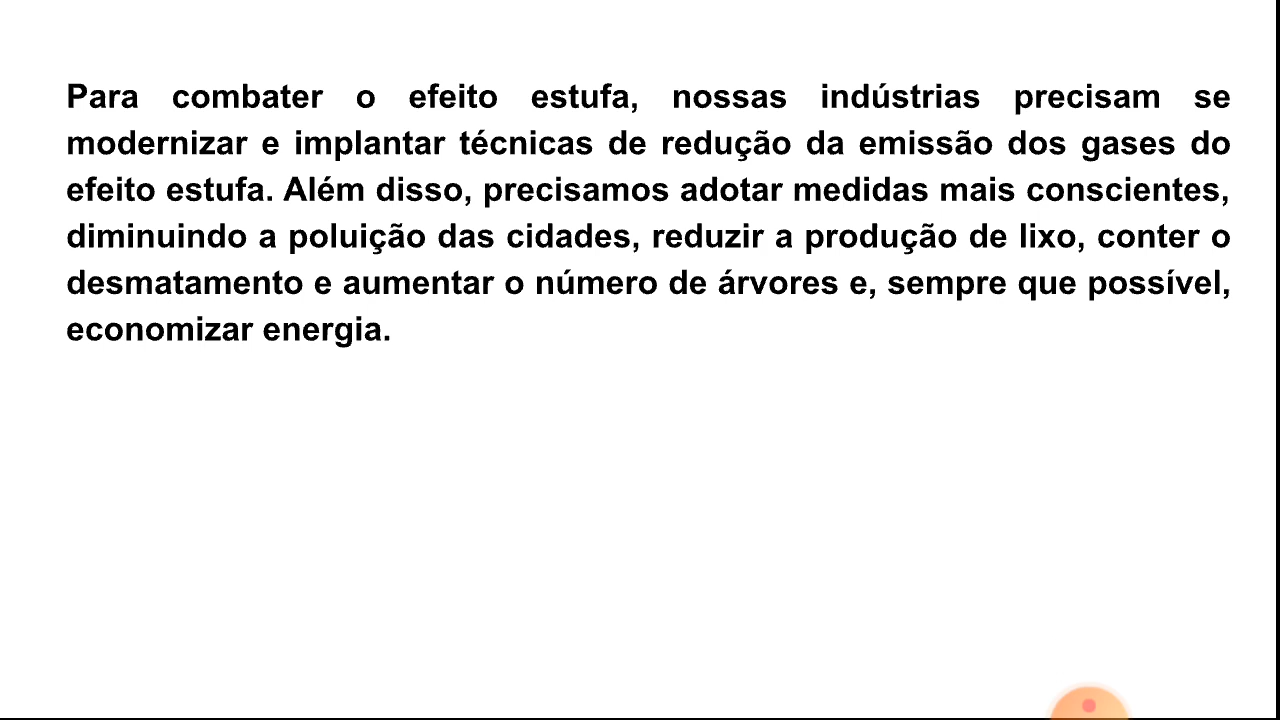 Para combater o efeito estufa, nossas indústrias precisam se
modernizar e implantar técnicas de redução da emissão dos gases do
efeito estufa. Além disso, precisamos adotar medidas mais conscientes,
diminuindo a poluição das cidades, reduzir a produção de lixo, conter o
desmatamento e aumentar o número de árvores e, sempre que possível,
economizar energia.